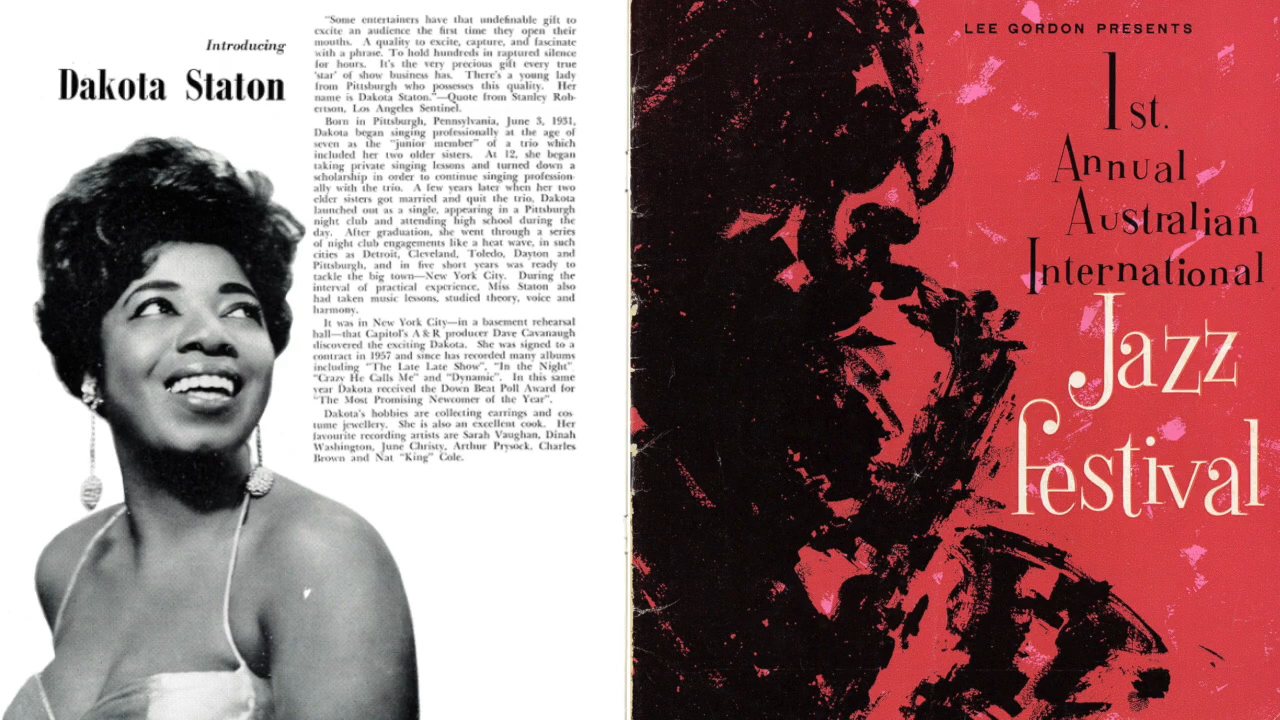 Introducing
Dakota Staton
"Some entertainers have that undefinable gift to
excite an audience the first time they open their
mouths. A quality to excite, capture, and fascinate
with a phrase. To hold hundreds in raptured silence
for hours. It's the very precious gift every true
'star' of show business has. There's a young lady
from Pittsburgh who possesses this quality. Her
name is Dakota Staton."—Quote from Stanley Rob-
ertson, Los Angeles Sentinel.
Born in Pittsburgh, Pennsylvania, June 3, 1931,
Dakota began singing professionally at the age of
seven as the "junior member" of a trio which
included her two older sisters. At 12, she began
taking private singing lessons and turned down a
scholarship in order to continue singing profession-
ally with the trio. A few years later when her two
elder sisters got married and quit the trio, Dakota
launched out as a single, appearing in a Pittsburgh
night club and attending high school during the
day. After graduation, she went through a series
of night club engagements like a heat wave, in such
cities as Detroit, Cleveland, Toledo, Dayton and
Pittsburgh, and in five short years was ready to
tackle the big town—New York City. During the
interval of practical experience, Miss Staton also
had taken music lessons, studied theory, voice and
harmony.
It was in New York City—in a basement rehearsal
hall—that Capitol's A & R producer Dave Cavanaugh
discovered the exciting Dakota. She was signed to a
contract in 1957 and since has recorded many albums
including "The Late Late Show", "In the Night"
"Crazy He Calls Me" and "Dynamic". In this same
year Dakota received the Down Beat Poll Award for
"The Most Promising Newcomer of the Year".
Dakota's hobbies are collecting earrings and cos
tume jewellery. She is also an excellent cook. Her
favourite recording artists are Sarah Vaughan, Dinah
Washington, June Christy, Arthur Prysock, Charles
Brown and Nat "King" Cole.
LEE GORDON PRESENTS
1st.
Annual
Australian
International
Jazz
Festival